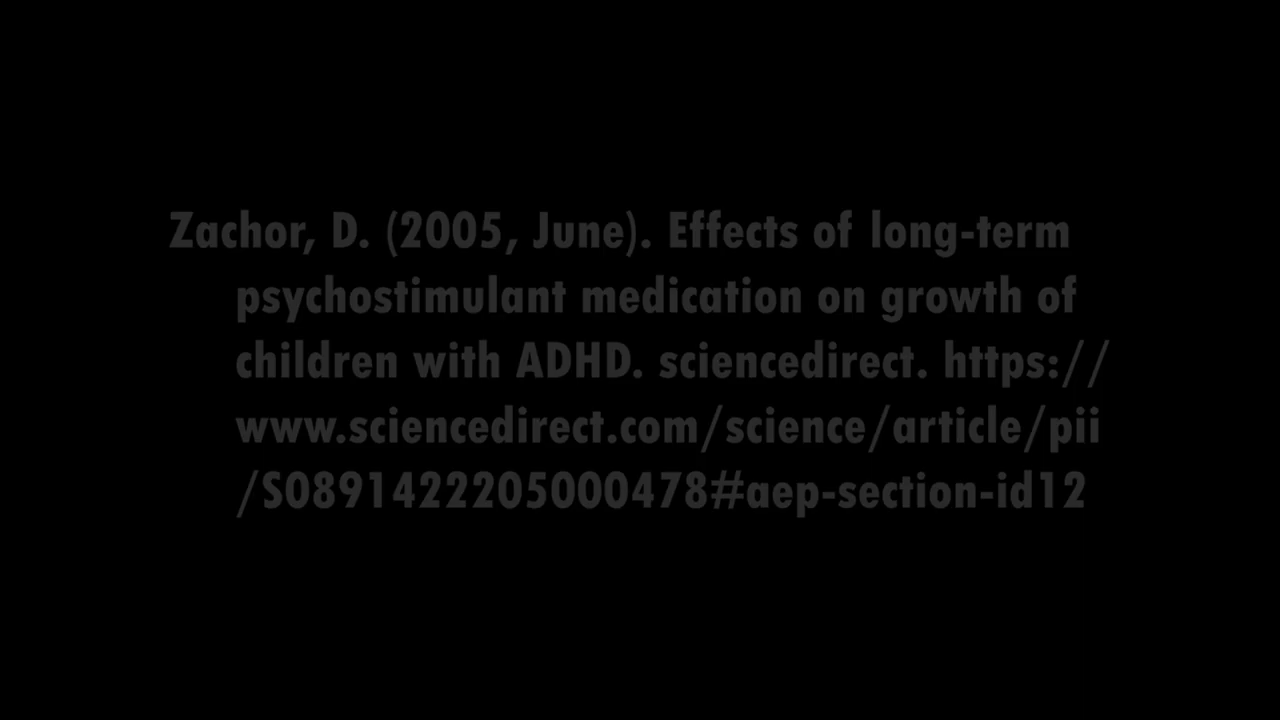 Zachor, D. (2005, June). Effects of long-term
psychostimulant medication on growth of
children with ADHD. sciencedirect. https://
www.sciencedirect.com/science/article/pii
/S0891422205000478#aep-section-id12